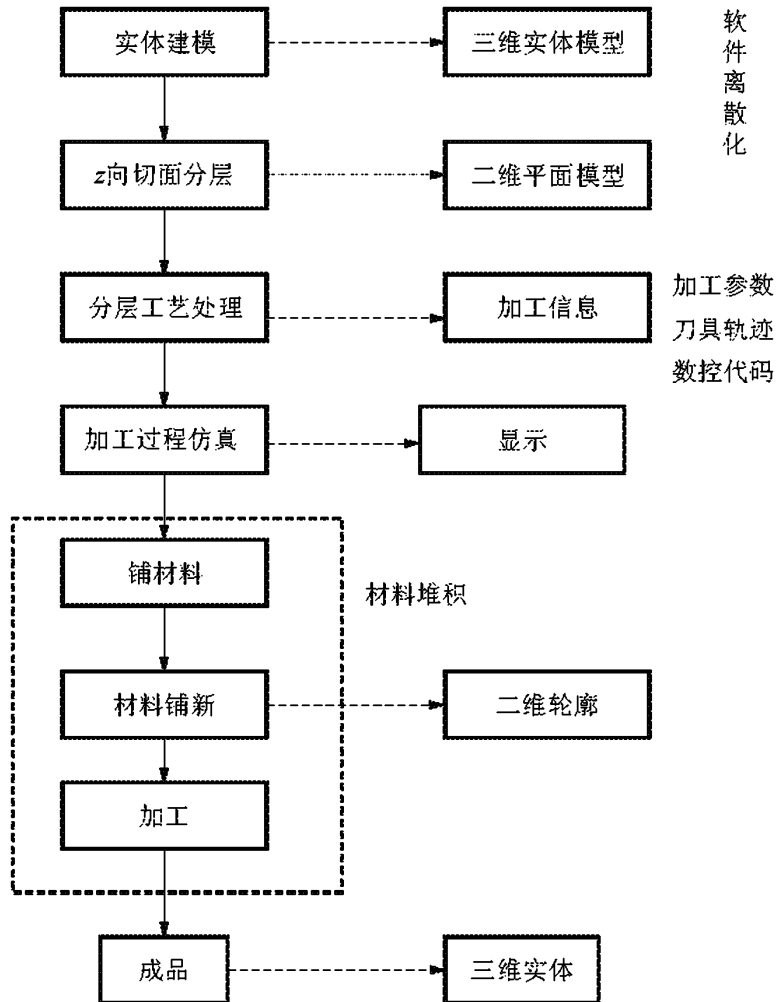 实体建模
三维实体模型
软件离散化
z向切面分层
二维平面模型
分层工艺处理
加工信息
加工参数
刀具轨迹
数控代码
加工过程仿真
显示
铺材料
材料堆积
材料铺新
二维轮廓
加工
成品
三维实体